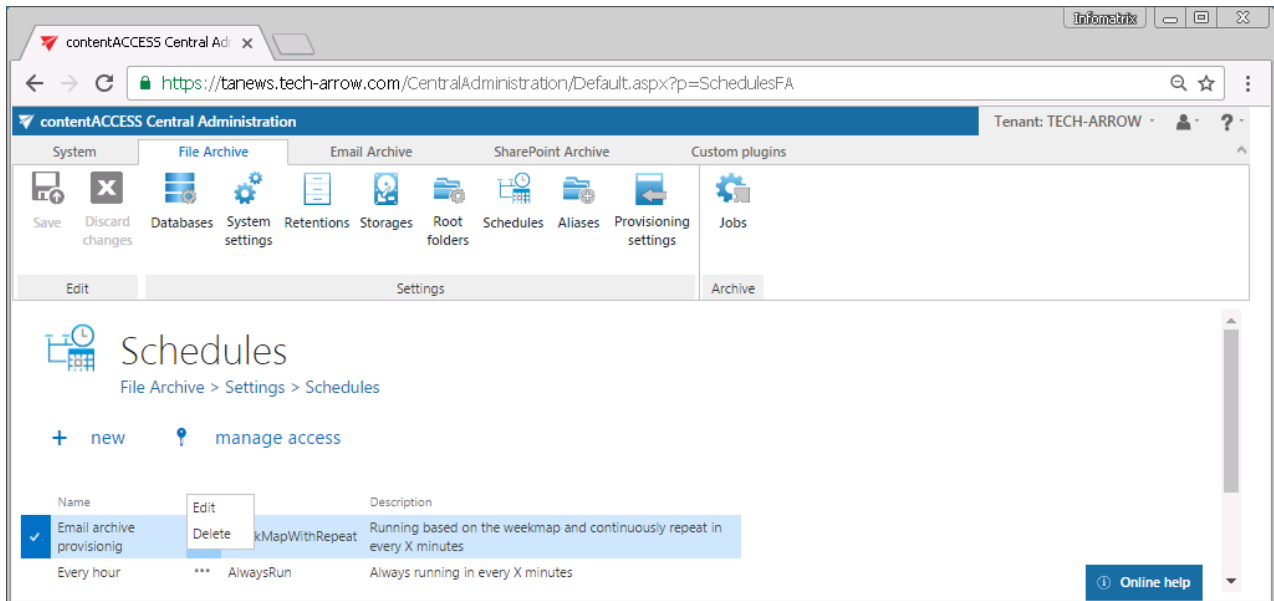 Infomatrix
contentACCESS Central Adr
https://tanews.tech-arrow.com/CentralAdministration/Default.aspx?p=SchedulesFA
contentACCESS Central Administration
Tenant: TECH-ARROW
?
System
File Archive
Email Archive
SharePoint Archive
Custom plugins
Save
Discard
changes
Databases
System
settings
Retentions
Storages
Root
folders
Schedules
Aliases
Provisioning
settings
Jobs
Edit
Settings
Archive
Schedules
File Archive > Settings > Schedules
+ new
manage access
Name
Description
Edit
Delete
Email archive
provisionig
kMapWithRepeat
Running based on the weekmap and continuously repeat in
every X minutes
Every hour
••• AlwaysRun
Always running in every X minutes
Online help